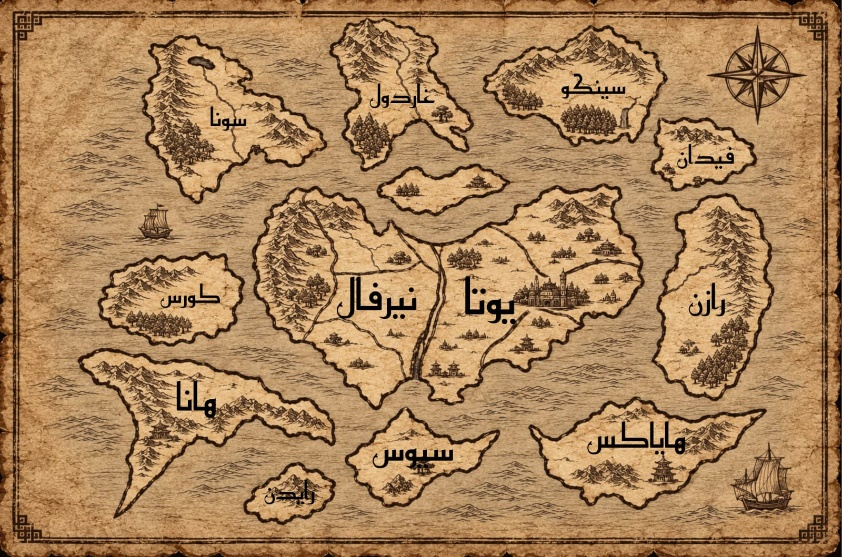 غاردول
سينكو
سونا
فيدان
رازن
يوتا
نيرفال
كورس
هانا
هاياكس
سيوس
رايدن